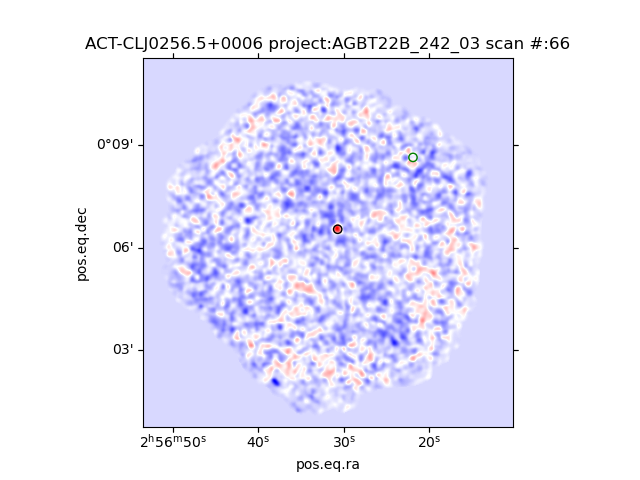 ACT-CLJ0256.5+0006 project:AGBT22B_242_03 scan #:66
0°09'
06'
03'
pos.eq.dec
2ʰ56ᵐ50ˢ 40ˢ 30ˢ 20ˢ
pos.eq.ra